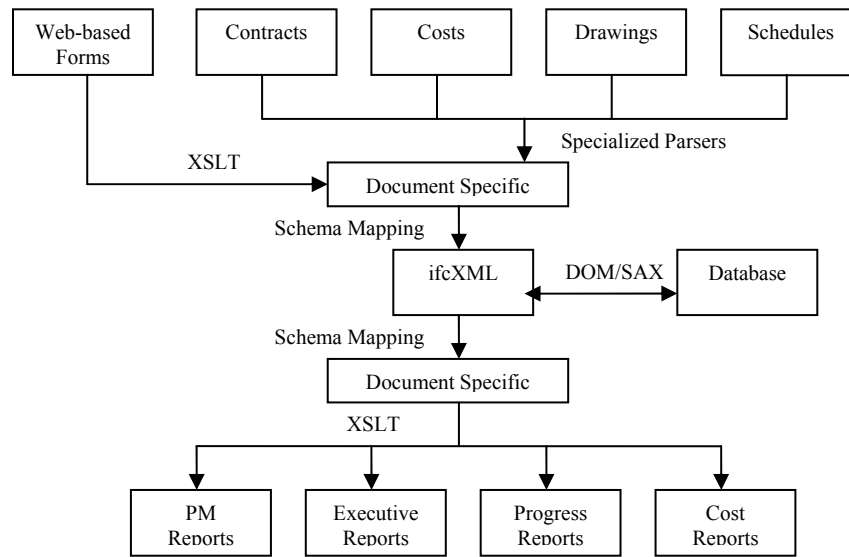 Web-based
Forms
Contracts
Costs
Drawings
Schedules
Specialized Parsers
XSLT
Document Specific
Schema Mapping
ifcXML
DOM/SAX
Database
Schema Mapping
Document Specific
XSLT
PM
Reports
Executive
Reports
Progress
Reports
Cost
Reports